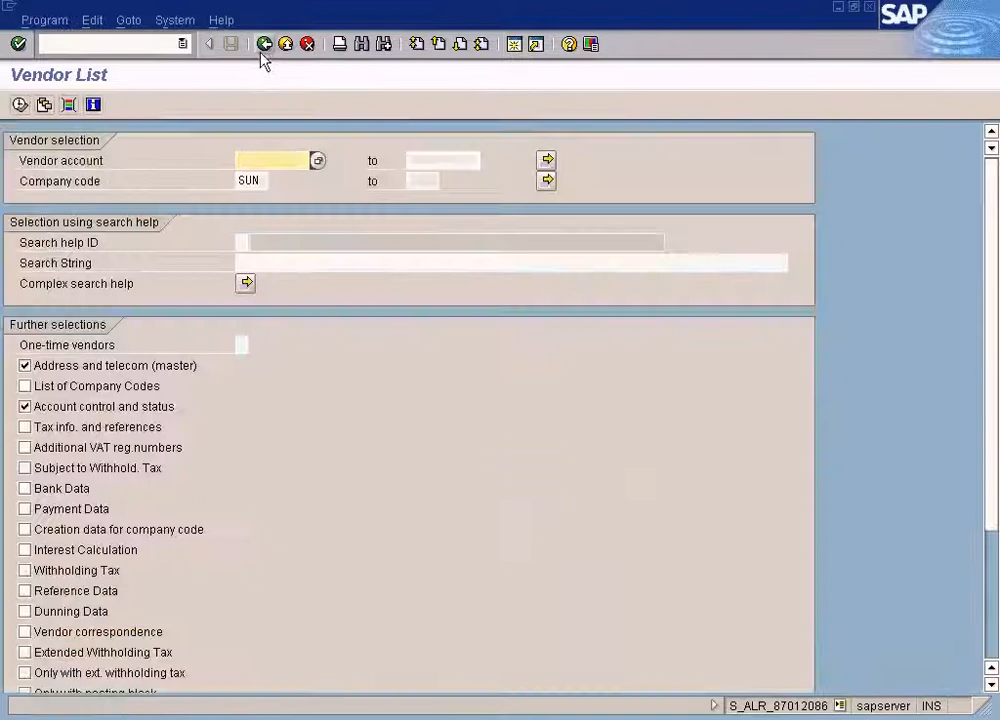 Program Edit Goto System Help
SAP
Vendor List
Vendor selection
Vendor account to
Company code SUN to
Selection using search help
Search help ID
Search String
Complex search help
Further selections
One-time vendors
Address and telecom (master)
List of Company Codes
Account control and status
Tax info. and references
Additional VAT reg.numbers
Subject to Withhold. Tax
Bank Data
Payment Data
Creation data for company code
Interest Calculation
Withholding Tax
Reference Data
Dunning Data
Vendor correspondence
Extended Withholding Tax
Only with ext. withholding tax
Only with posting block
S_ALR_87012086 sapserver INS